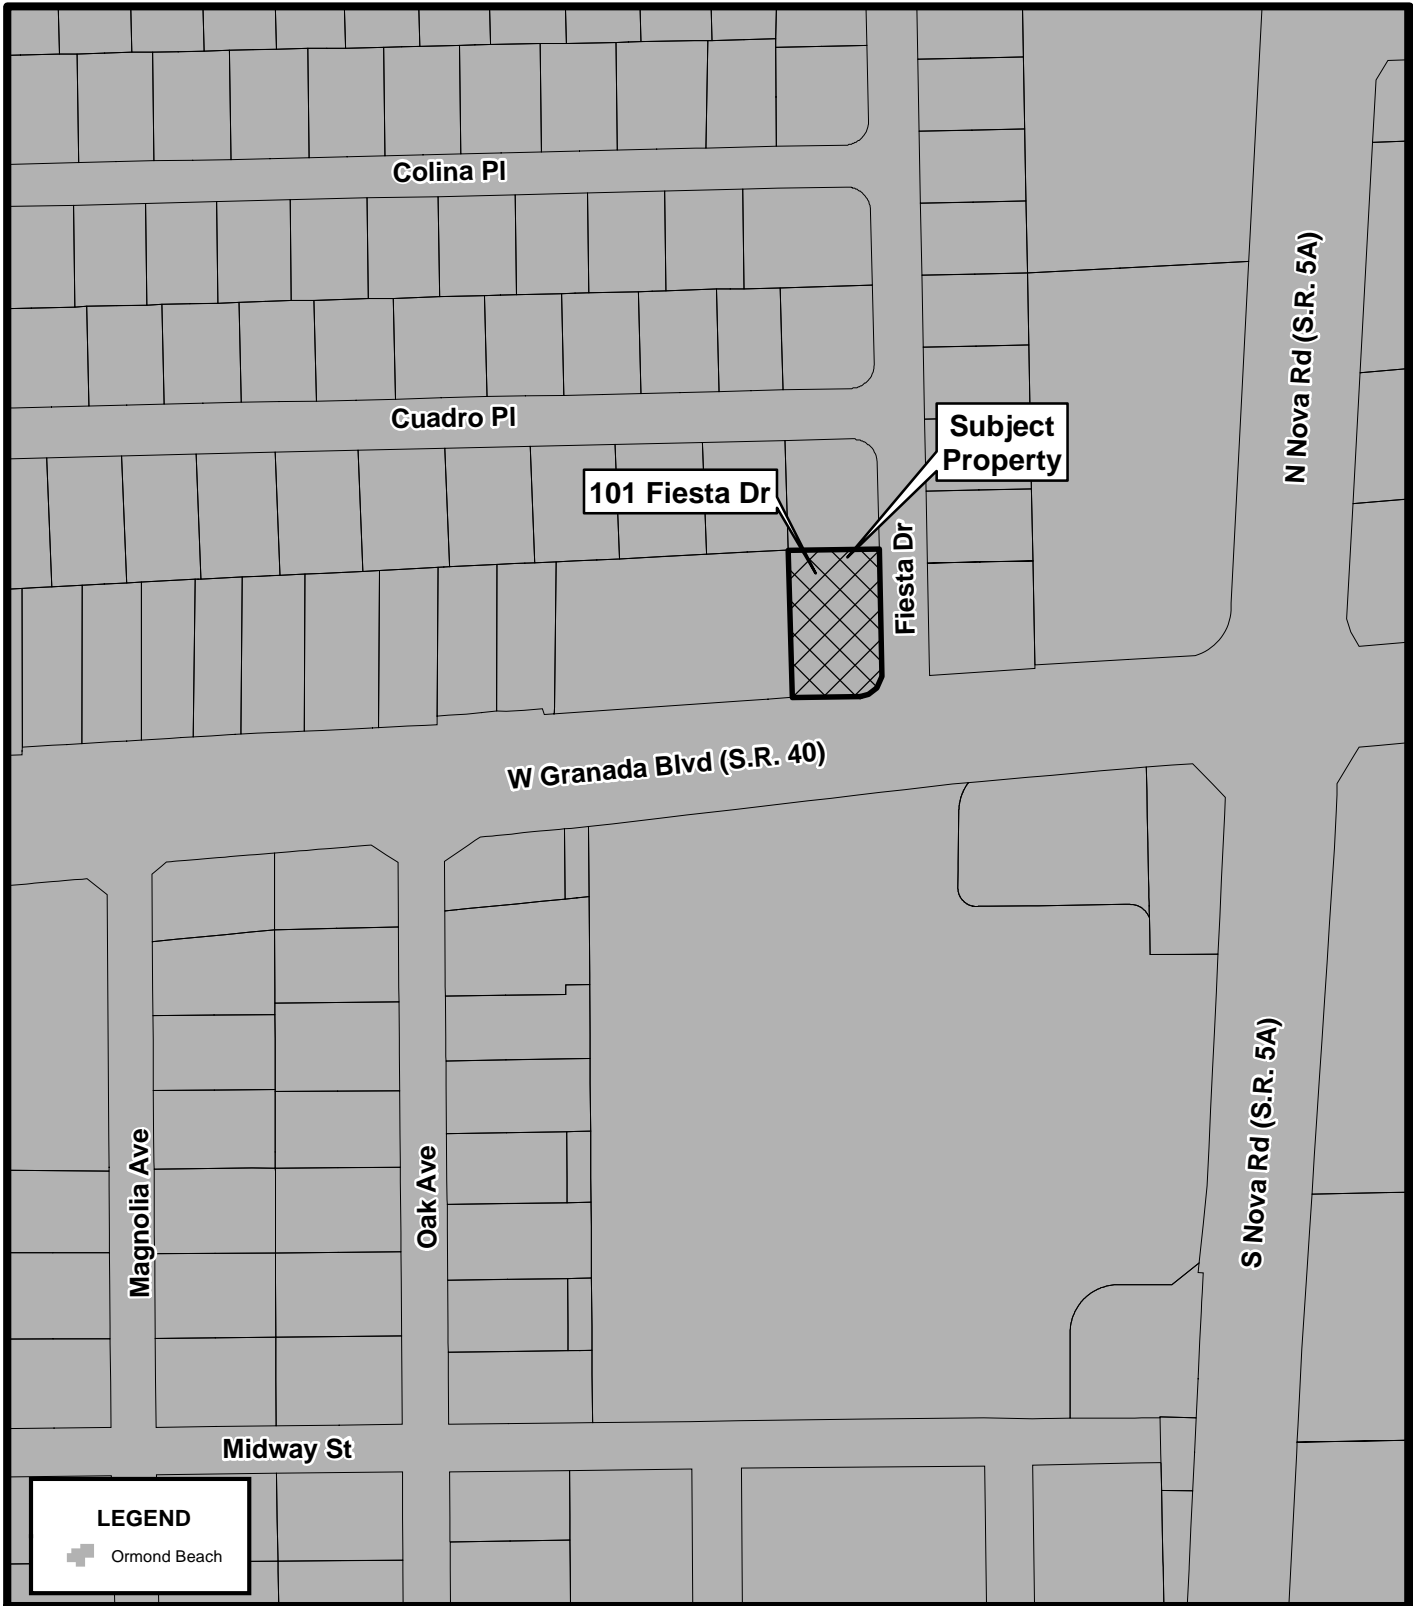 Colina Pl
N Nova Rd (S.R. 5A)
Cuadro Pl
Subject
Property
101 Fiesta Dr
Fiesta Dr
W Granada Blvd (S.R. 40)
S Nova Rd (S.R. 5A)
Magnolia Ave
Oak Ave
Midway St
LEGEND
Ormond Beach